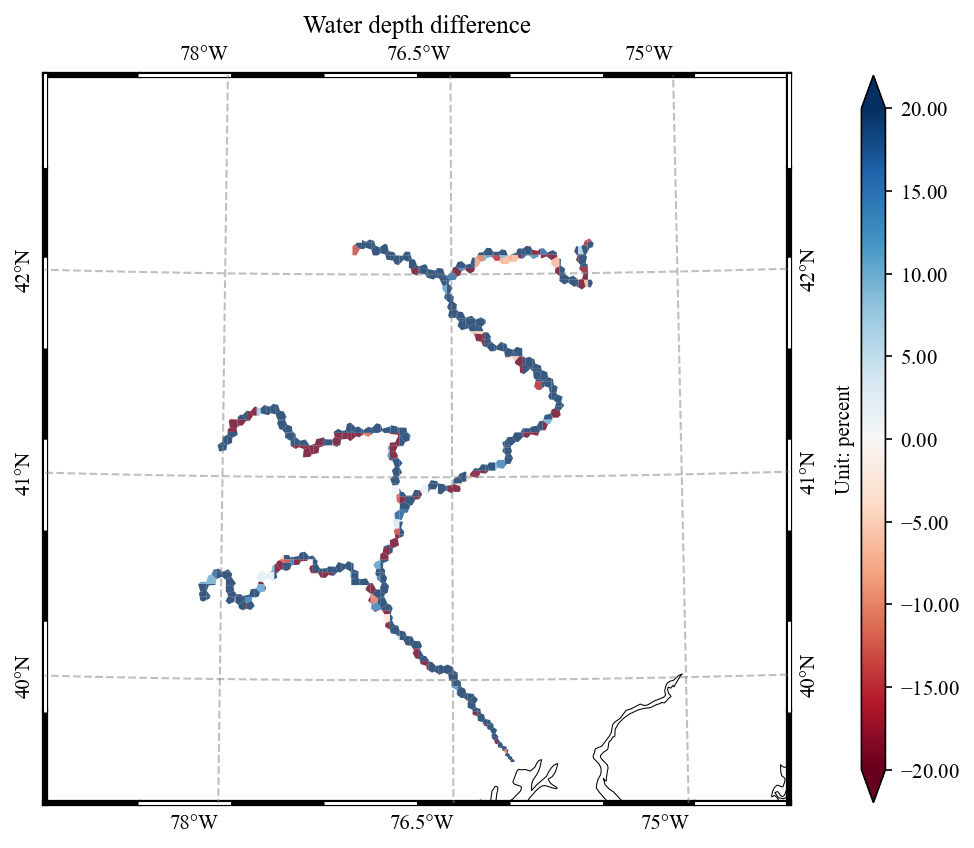 Water depth difference
78°W 76.5°W 75°W
20.00
15.00
42°N 42°N
10.00
5.00
Unit: percent
0.00
41°N 41°N
−5.00
−10.00
40°N 40°N
−15.00
−20.00
78°W 76.5°W 75°W